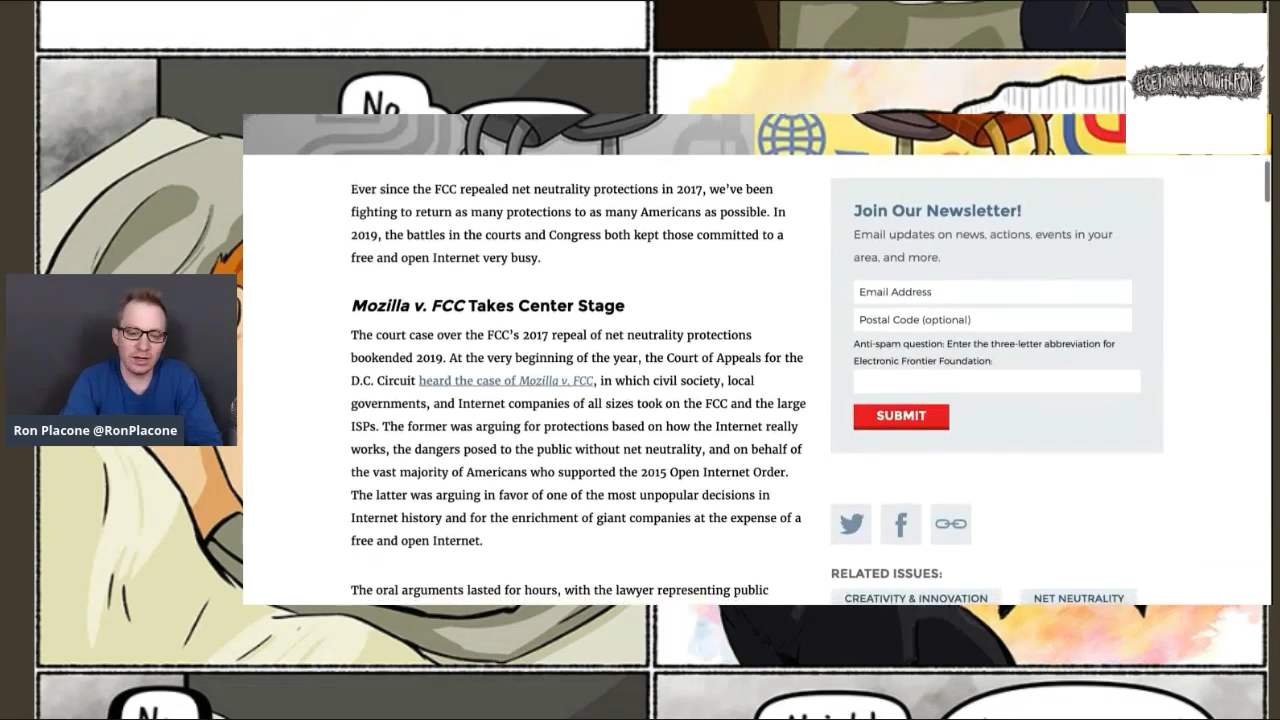 No
#GETYOURNEWSONWITHRON
Ever since the FCC repealed net neutrality protections in 2017, we've been
fighting to return as many protections to as many Americans as possible. In
2019, the battles in the courts and Congress both kept those committed to a
free and open Internet very busy.
Mozilla v. FCC Takes Center Stage
The court case over the FCC's 2017 repeal of net neutrality protections
bookended 2019. At the very beginning of the year, the Court of Appeals for the
D.C. Circuit heard the case of Mozilla v. FCC, in which civil society, local
governments, and Internet companies of all sizes took on the FCC and the large
ISPs. The former was arguing for protections based on how the Internet really
works, the dangers posed to the public without net neutrality, and on behalf of
the vast majority of Americans who supported the 2015 Open Internet Order.
The latter was arguing in favor of one of the most unpopular decisions in
Internet history and for the enrichment of giant companies at the expense of a
free and open Internet.
The oral arguments lasted for hours, with the lawyer representing public
Join Our Newsletter!
Email updates on news, actions, events in your
area, and more.
Email Address
Postal Code (optional)
Anti-spam question: Enter the three-letter abbreviation for
Electronic Frontier Foundation:
SUBMIT
RELATED ISSUES:
CREATIVITY & INNOVATION
NET NEUTRALITY
Ron Placone @RonPlacone